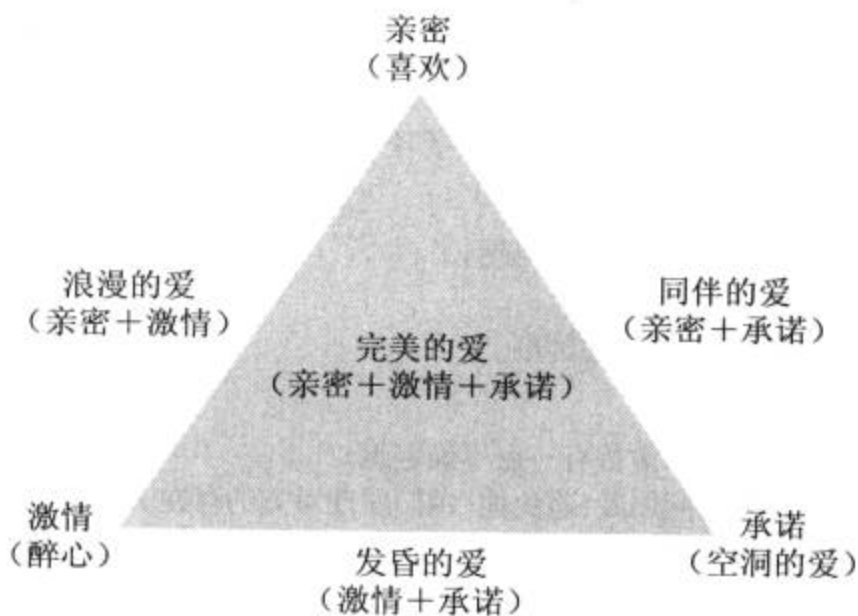 亲密
（喜欢）
浪漫的爱
（亲密＋激情）
同伴的爱
（亲密＋承诺）
完美的爱
（亲密＋激情＋承诺）
激情
（醉心）
发昏的爱
（激情＋承诺）
承诺
（空洞的爱）